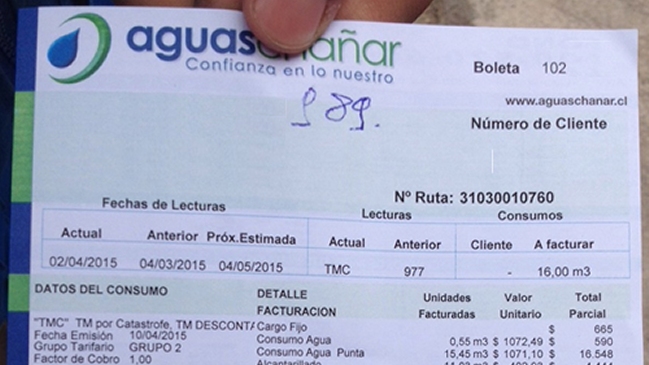 aguaschañar
Confianza en lo nuestro
Boleta 102
www.aguaschanar.cl
989.
Número de Cliente
Nº Ruta: 31030010760
Fechas de Lecturas Lecturas Consumos
Actual Anterior Próx.Estimada Actual Anterior Cliente A facturar
02/04/2015 04/03/2015 04/05/2015 TMC 977 - 16,00 m3
DATOS DEL CONSUMO DETALLE FACTURACION Unidades Facturadas Valor Unitario Total Parcial
"TMC" TM por Catastrofe, TM DESCONTA Cargo Fijo $ 665
Fecha Emisión 10/04/2015 Consumo Agua 0,55 m3 $ 1072,49 $ 590
Grupo Tarifario GRUPO 2 Consumo Agua Punta 15,45 m3 $ 1071,10 $ 16.548
Factor de Cobro 1,00